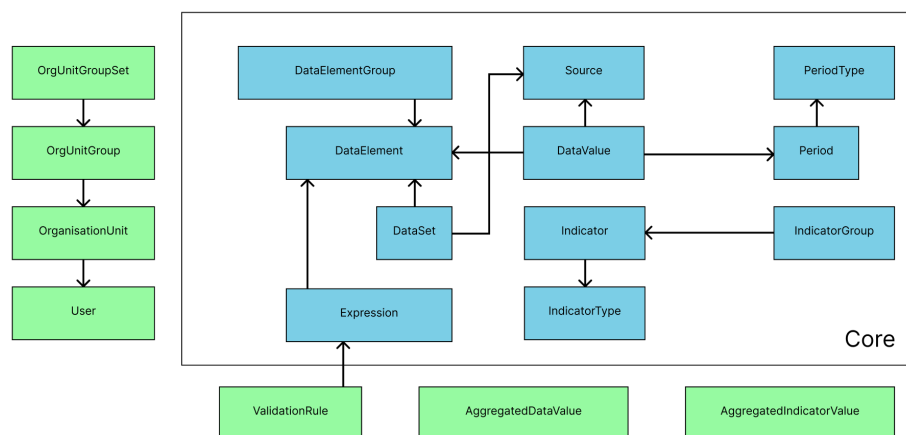 OrgUnitGroupSet
DataElementGroup
Source
PeriodType
OrgUnitGroup
DataElement
DataValue
Period
OrganisationUnit
DataSet
Indicator
IndicatorGroup
User
Expression
IndicatorType
Core
ValidationRule
AggregatedDataValue
AggregatedIndicatorValue